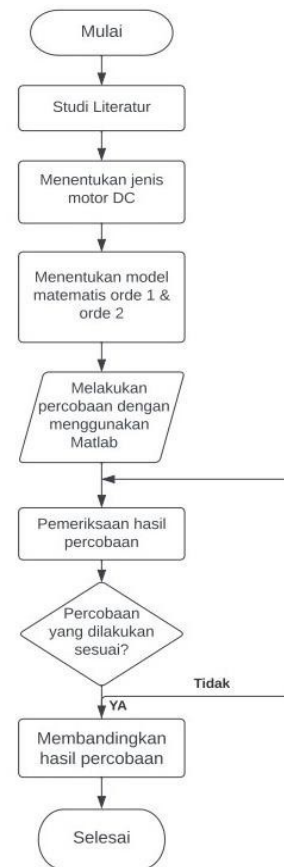 Mulai
Studi Literatur
Menentukan jenis
motor DC
Menentukan model
matematis orde 1 &
orde 2
Melakukan
percobaan dengan
menggunakan
Matlab
Pemeriksaan hasil
percobaan
Percobaan
yang dilakukan
sesuai?
Tidak
YA
Membandingkan
hasil percobaan
Selesai